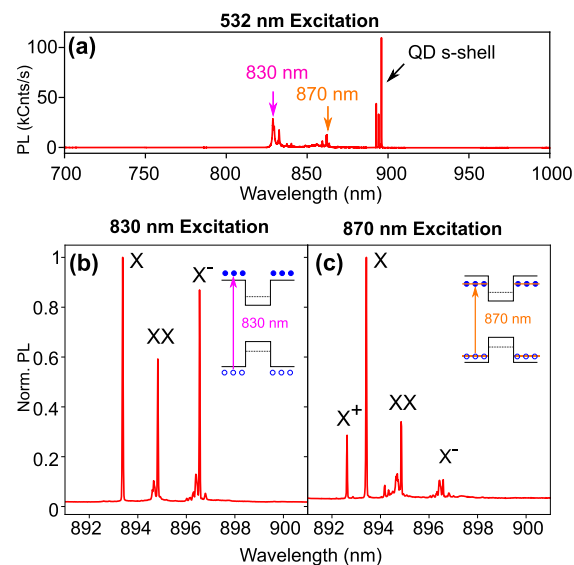 532 nm Excitation
(a)
PL (kCnts/s)
100
50
0
830 nm
870 nm
QD s-shell
700 750 800 850 900 950 1000
Wavelength (nm)
830 nm Excitation
(b)
Norm. PL
1
0.8
0.6
0.4
0.2
0
X
XX
X-
830 nm
892 894 896 898 900
Wavelength (nm)
870 nm Excitation
(c)
X
X+
XX
X-
870 nm
892 894 896 898 900
Wavelength (nm)